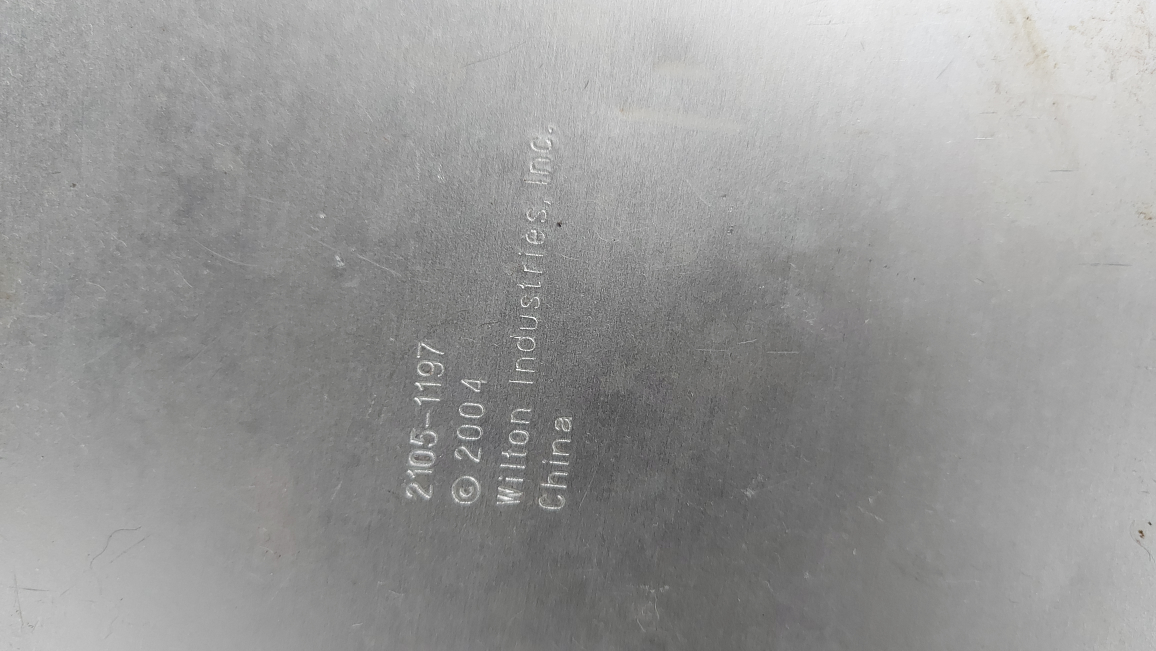 2105-1197
© 2004
Wilton Industries, Inc.
China